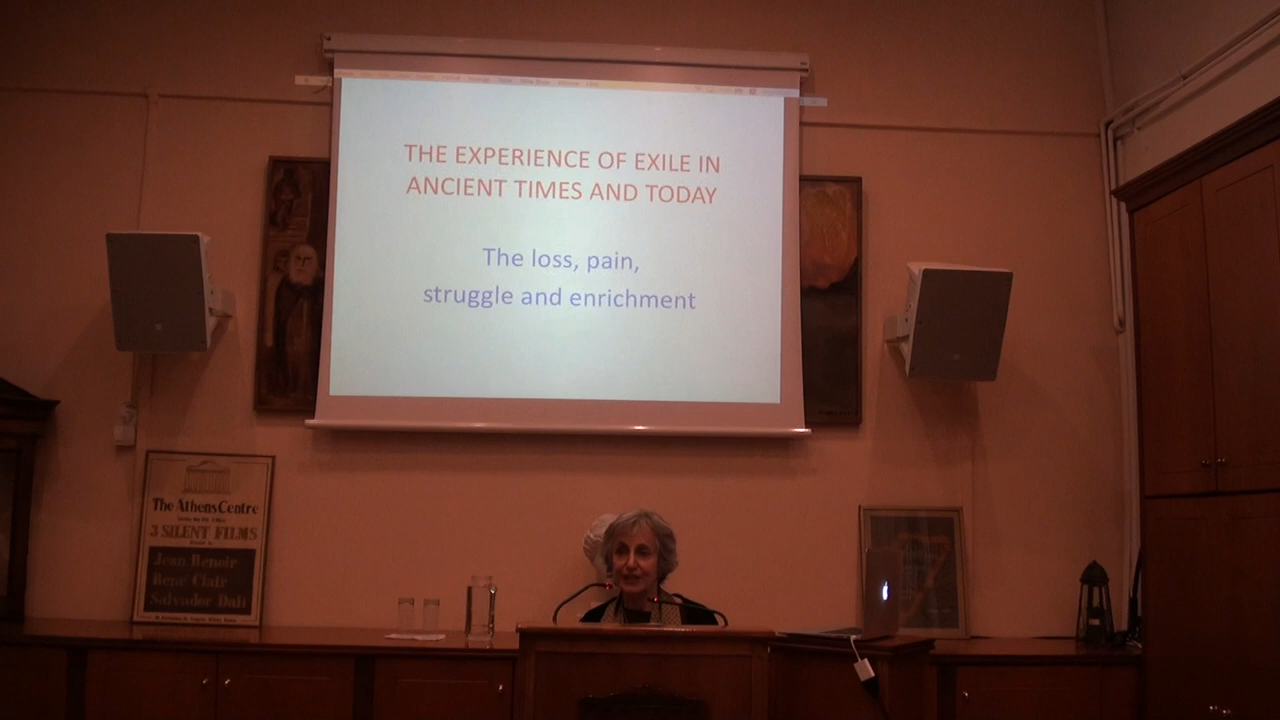 THE EXPERIENCE OF EXILE IN
ANCIENT TIMES AND TODAY
The loss, pain,
struggle and enrichment
The Athens Centre
3 SILENT FILMS
Jean Renoir
Rene Clair
Salvador Dali